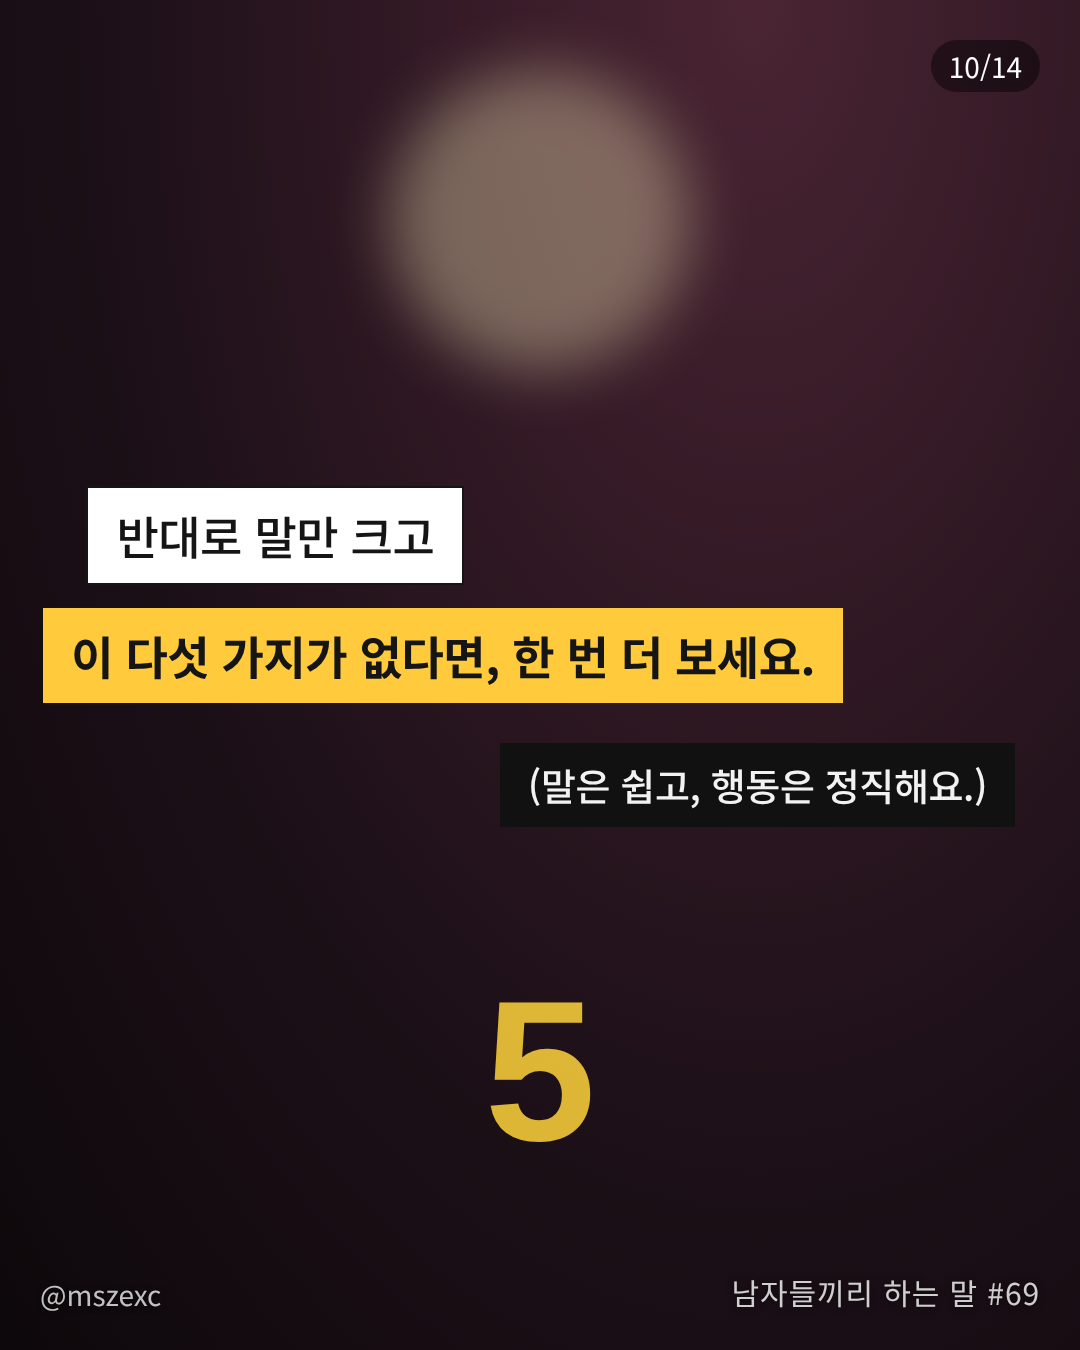 10/14
반대로 말만 크고
이 다섯 가지가 없다면, 한 번 더 보세요.
(말은 쉽고, 행동은 정직해요.)
5
@mszexc
남자들끼리 하는 말 #69